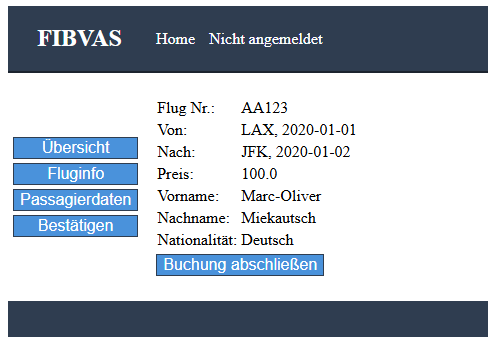 FIBVAS Home Nicht angemeldet
Übersicht
Fluginfo
Passagierdaten
Bestätigen
Flug Nr.: AA123
Von: LAX, 2020-01-01
Nach: JFK, 2020-01-02
Preis: 100.0
Vorname: Marc-Oliver
Nachname: Miekautsch
Nationalität: Deutsch
Buchung abschließen